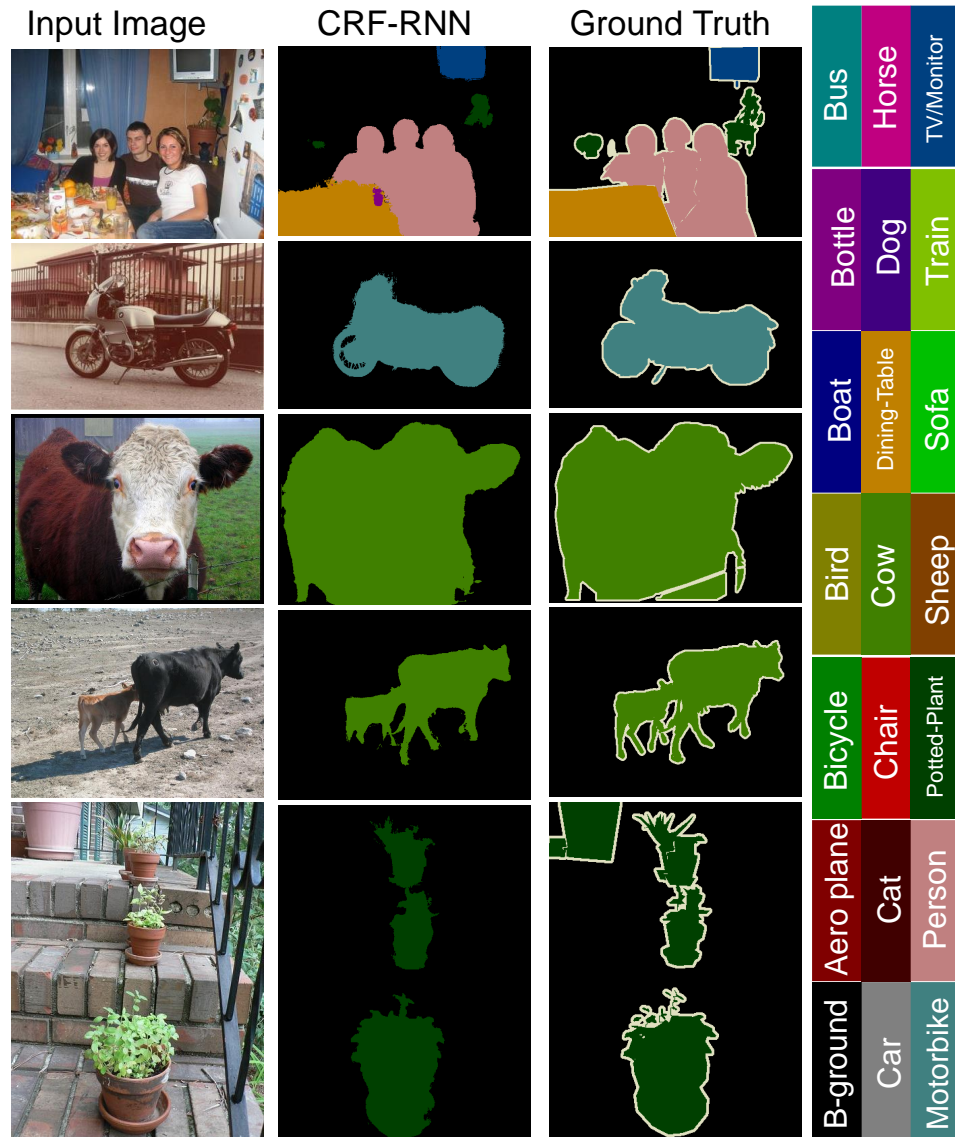 Input Image
CRF-RNN
Ground Truth
Bus
Horse
TV/Monitor
Bottle
Dog
Train
Boat
Dining-Table
Sofa
Bird
Cow
Sheep
Bicycle
Chair
Potted-Plant
Aero plane
Cat
Person
B-ground
Car
Motorbike